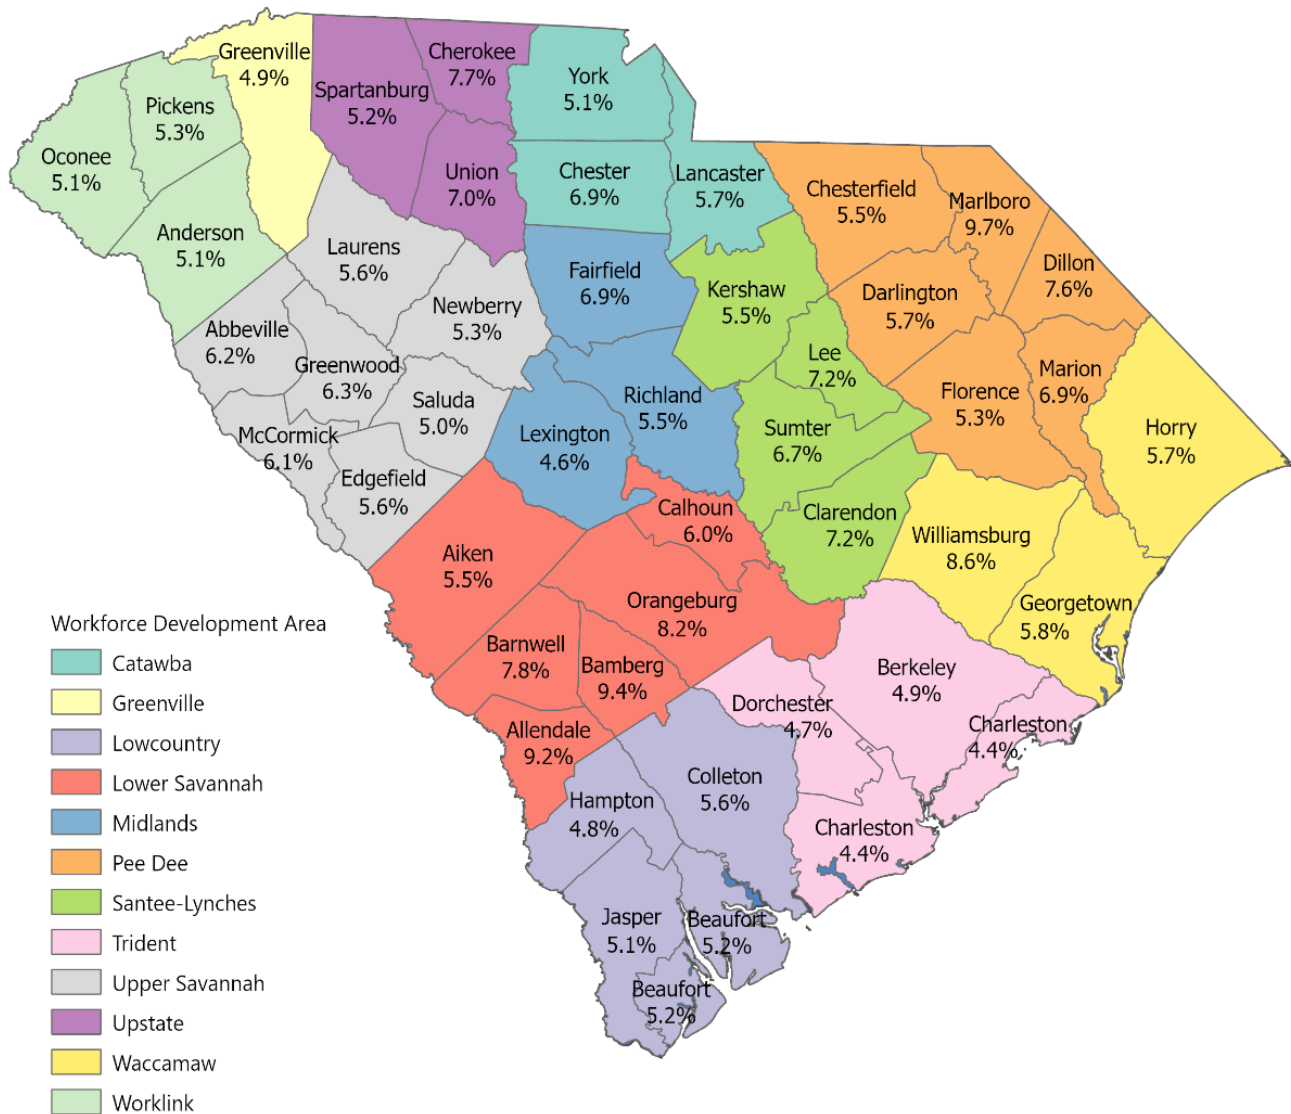 Greenville
4.9%
Cherokee
7.7%
Spartanburg
5.2%
York
5.1%
Pickens
5.3%
Oconee
5.1%
Union
7.0%
Chester
6.9%
Lancaster
5.7%
Chesterfield
5.5%
Marlboro
9.7%
Anderson
5.1%
Laurens
5.6%
Fairfield
6.9%
Kershaw
5.5%
Darlington
5.7%
Dillon
7.6%
Newberry
5.3%
Abbeville
6.2%
Greenwood
6.3%
Saluda
5.0%
Richland
5.5%
Lee
7.2%
Florence
5.3%
Marion
6.9%
McCormick
6.1%
Lexington
4.6%
Sumter
6.7%
Horry
5.7%
Edgefield
5.6%
Calhoun
6.0%
Clarendon
7.2%
Williamsburg
8.6%
Aiken
5.5%
Orangeburg
8.2%
Georgetown
5.8%
Barnwell
7.8%
Bamberg
9.4%
Berkeley
4.9%
Dorchester
4.7%
Charleston
4.4%
Allendale
9.2%
Colleton
5.6%
Hampton
4.8%
Charleston
4.4%
Jasper
5.1%
Beaufort
5.2%
Beaufort
5.2%
Workforce Development Area
Catawba
Greenville
Lowcountry
Lower Savannah
Midlands
Pee Dee
Santee-Lynches
Trident
Upper Savannah
Upstate
Waccamaw
Worklink